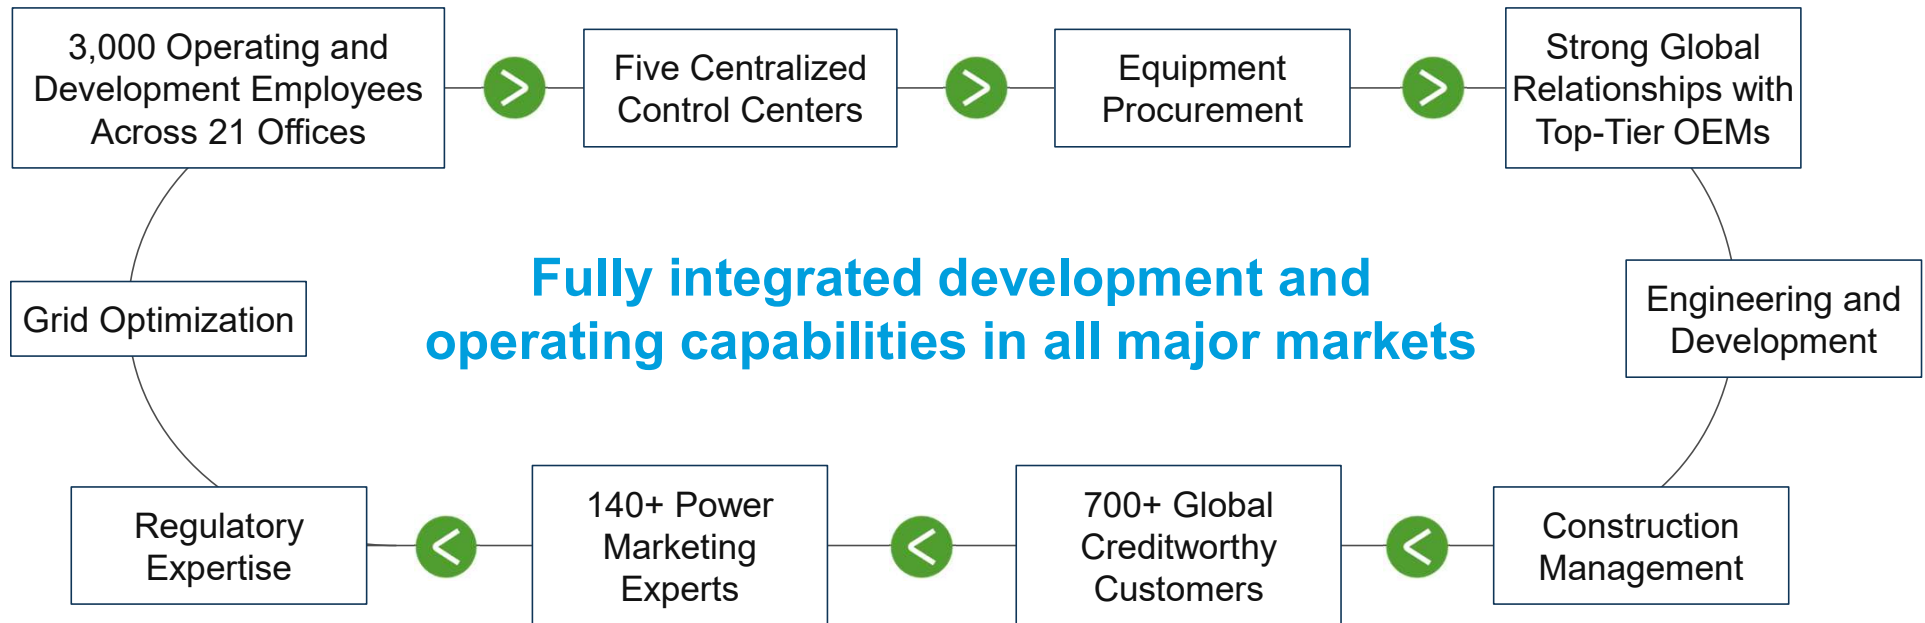 3,000 Operating and
Development Employees
Across 21 Offices
Five Centralized
Control Centers
Equipment
Procurement
Strong Global
Relationships with
Top-Tier OEMs
Fully integrated development and
operating capabilities in all major markets
Grid Optimization
Engineering and
Development
Regulatory
Expertise
140+ Power
Marketing
Experts
700+ Global
Creditworthy
Customers
Construction
Management